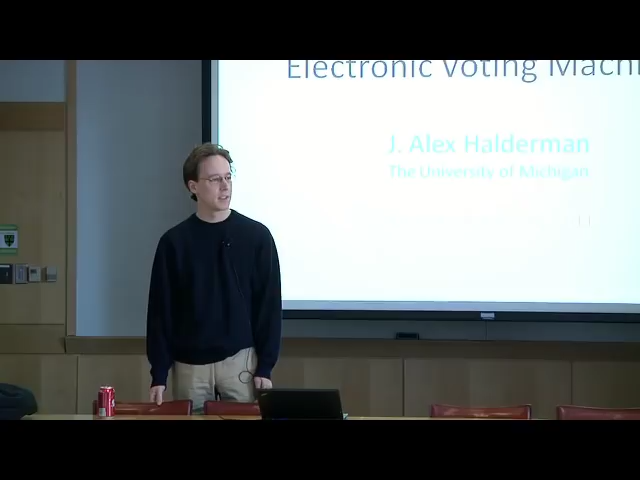 Electronic Voting Machi
J. Alex Halderman
The University of Michigan